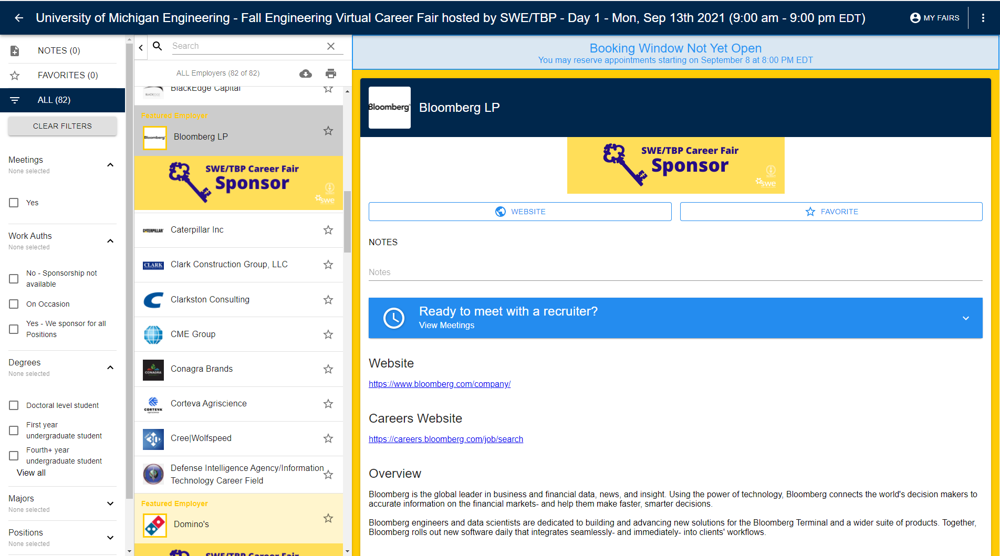 University of Michigan Engineering - Fall Engineering Virtual Career Fair hosted by SWE/TBP - Day 1 - Mon, Sep 13th 2021 (9:00 am - 9:00 pm EDT)
MY FAIRS
NOTES (0)
FAVORITES (0)
ALL (82)
CLEAR FILTERS
Meetings
None selected
Yes
Work Auths
None selected
No - Sponsorship not
available
On Occasion
Yes - We sponsor for all
Positions
Degrees
None selected
Doctoral level student
First year
undergraduate student
Fourth+ year
undergraduate student
View all
Majors
None selected
Positions
None selected
Search
ALL Employers (82 of 82)
BlackEdge Capital
Featured Employer
Bloomberg
Bloomberg LP
SWE/TBP Career Fair
Sponsor
swe
CATERPILLAR
Caterpillar Inc
CLARK
Clark Construction Group, LLC
Clarkston Consulting
CME Group
CONAGRA
Conagra Brands
CORTEVA
agriscience
Corteva Agriscience
Cree|Wolfspeed
Defense Intelligence Agency/Information
Technology Career Field
Featured Employer
Domino's
SWE/TBP Career Fair
Booking Window Not Yet Open
You may reserve appointments starting on September 8 at 8:00 PM EDT
Bloomberg
Bloomberg LP
SWE/TBP Career Fair
Sponsor
swe
WEBSITE
FAVORITE
NOTES
Notes
Ready to meet with a recruiter?
View Meetings
Website
https://www.bloomberg.com/company/
Careers Website
https://careers.bloomberg.com/job/search
Overview
Bloomberg is the global leader in business and financial data, news, and insight. Using the power of technology, Bloomberg connects the world's decision makers to
accurate information on the financial markets- and help them make faster, smarter decisions.
Bloomberg engineers and data scientists are dedicated to building and advancing new solutions for the Bloomberg Terminal and a wider suite of products. Together,
Bloomberg rolls out new software daily that integrates seamlessly- and immediately- into clients' workflows.